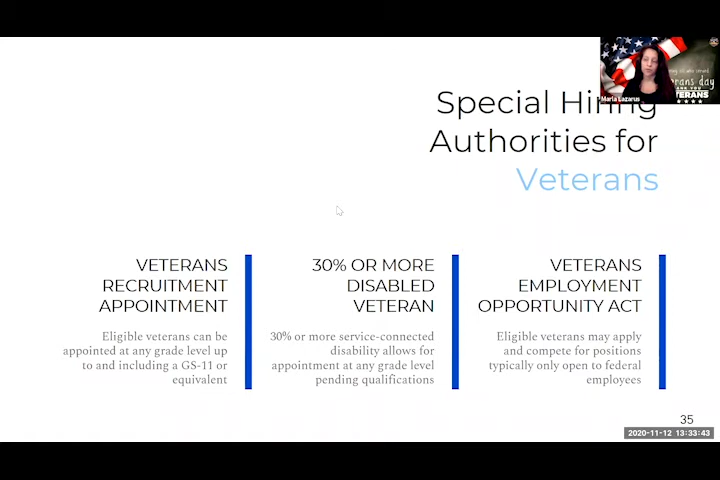 Special Hiring
Authorities for
Veterans
VETERANS
RECRUITMENT
APPOINTMENT
Eligible veterans can be
appointed at any grade level up
to and including a GS-11 or
equivalent
30% OR MORE
DISABLED
VETERAN
30% or more service-connected
disability allows for
appointment at any grade level
pending qualifications
VETERANS
EMPLOYMENT
OPPORTUNITY ACT
Eligible veterans may apply
and compete for positions
typically only open to federal
employees
35
2020-11-12 13:33:43
Maria Lazarus
day
YOU